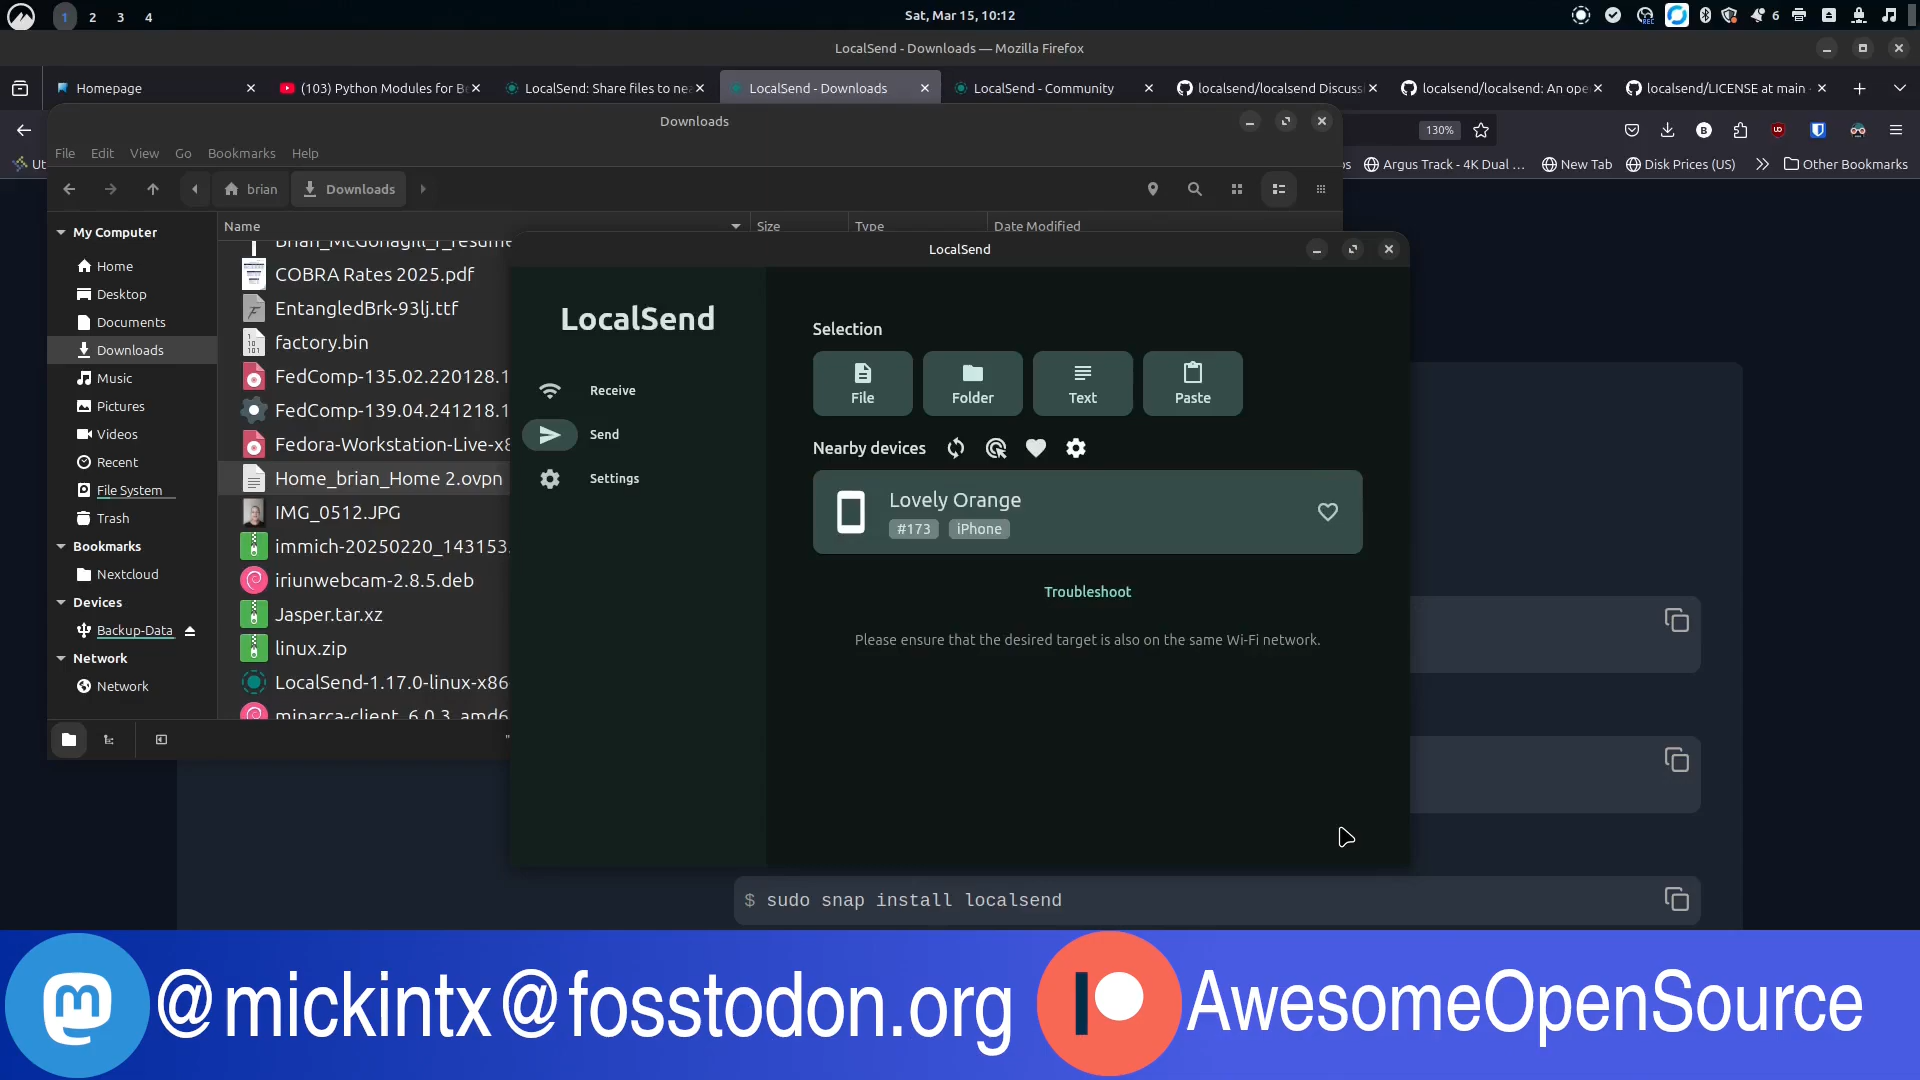 1 2 3 4
Sat, Mar 15, 10:12
REC
6
LocalSend - Downloads — Mozilla Firefox
Homepage
(103) Python Modules for Be
LocalSend: Share files to ne
LocalSend - Downloads
LocalSend - Community
localsend/localsend Discuss
localsend/localsend: An ope
localsend/LICENSE at main ·
Downloads
130%
File Edit View Go Bookmarks Help
Argus Track - 4K Dual ...
New Tab
Disk Prices (US)
Other Bookmarks
brian
Downloads
Name
Size
Type
Date Modified
My Computer
Home
Desktop
Documents
Downloads
Music
Pictures
Videos
Recent
File System
Trash
Bookmarks
Nextcloud
Devices
Backup-Data
Network
Network
COBRA Rates 2025.pdf
EntangledBrk-93lj.ttf
factory.bin
FedComp-135.02.220128.1
FedComp-139.04.241218.1
Fedora-Workstation-Live-x8
Home_brian_Home 2.ovpn
IMG_0512.JPG
immich-20250220_143153.
iriunwebcam-2.8.5.deb
Jasper.tar.xz
linux.zip
LocalSend-1.17.0-linux-x86
minarca-client_6.0.3_amd6
LocalSend
LocalSend
Receive
Send
Settings
Selection
File
Folder
Text
Paste
Nearby devices
Lovely Orange
#173 iPhone
Troubleshoot
Please ensure that the desired target is also on the same Wi-Fi network.
$ sudo snap install localsend
@mickintx@fosstodon.org
AwesomeOpenSource